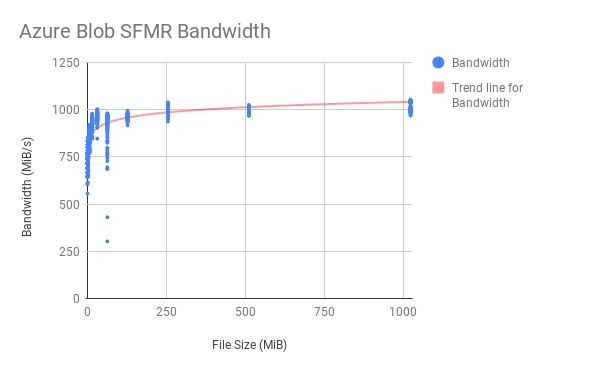 Azure Blob SFMR Bandwidth
1250
1000
750
500
250
0
Bandwidth (MiB/s)
0 250 500 750 1000
File Size (MiB)
Bandwidth
Trend line for
Bandwidth